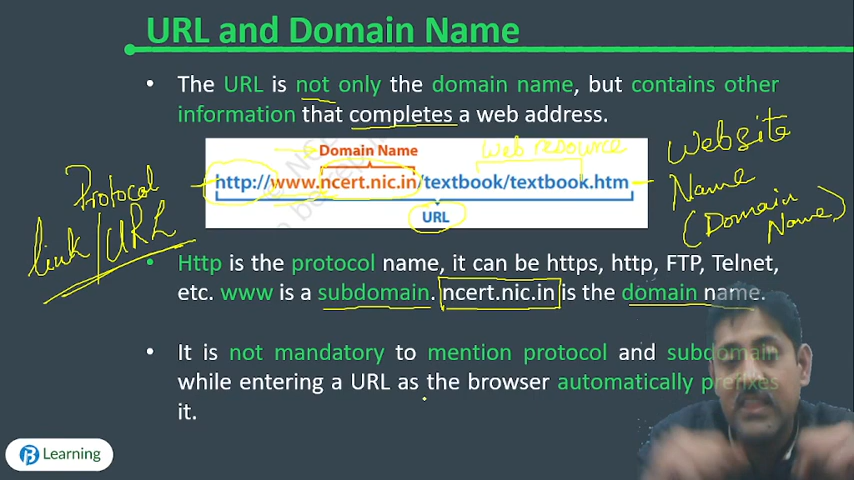 URL and Domain Name
• The URL is not only the domain name, but contains other
information that completes a web address.
Domain Name
web resource
http://www.ncert.nic.in/textbook/textbook.htm
URL
Website
Name
(Domain
Name)
Protocol
link/URL
• Http is the protocol name, it can be https, http, FTP, Telnet,
etc. www is a subdomain. ncert.nic.in is the domain name.
• It is not mandatory to mention protocol and subdomain
while entering a URL as the browser automatically prefixes
it.
Learning